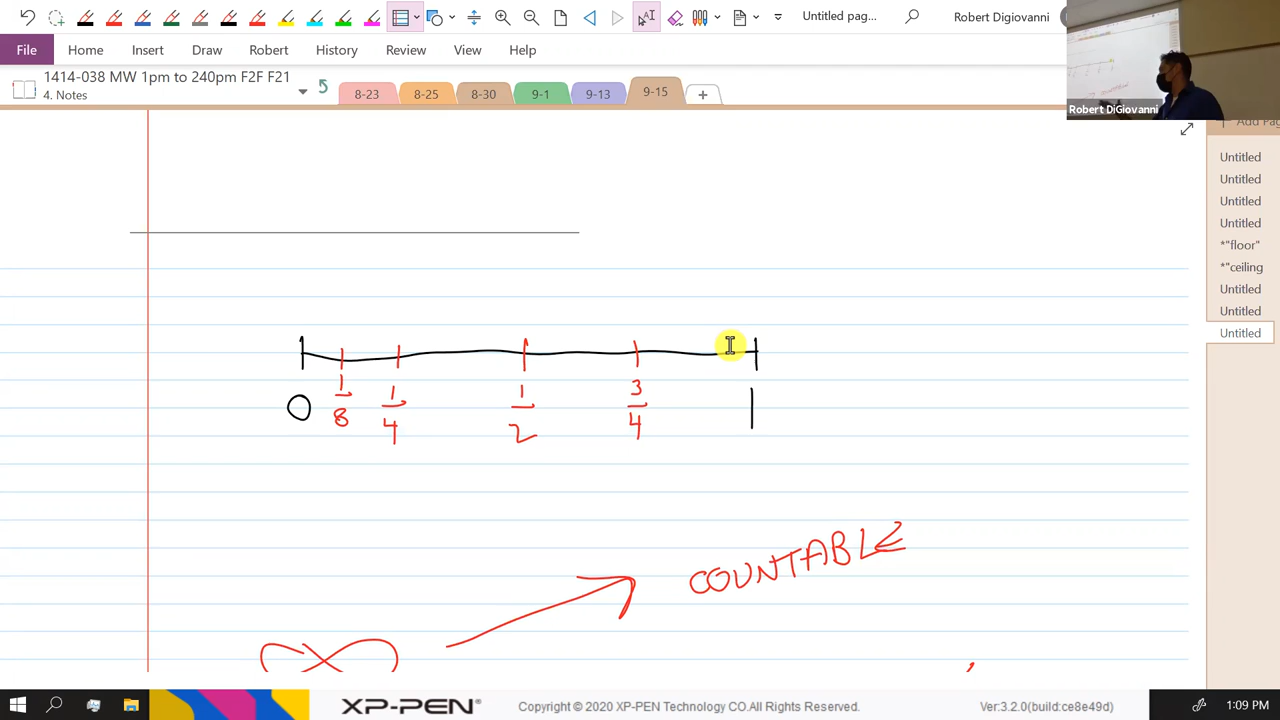 Untitled pag...
Robert Digiovanni
File
Home
Insert
Draw
Robert
History
Review
View
Help
1414-038 MW 1pm to 240pm F2F F21
4. Notes
8-23
8-25
8-30
9-1
9-13
9-15
Robert DiGiovanni
Add Pag
Untitled
Untitled
Untitled
Untitled
*"floor"
*"ceiling
Untitled
Untitled
Untitled
0 1/8 1/4 1/2 3/4 1
COUNTABLE
∞
XP-PEN
Copyright © 2020 XP-PEN Technology CO.All Rights Reserved.
Ver:3.2.0(build:ce8e49d)
1:09 PM